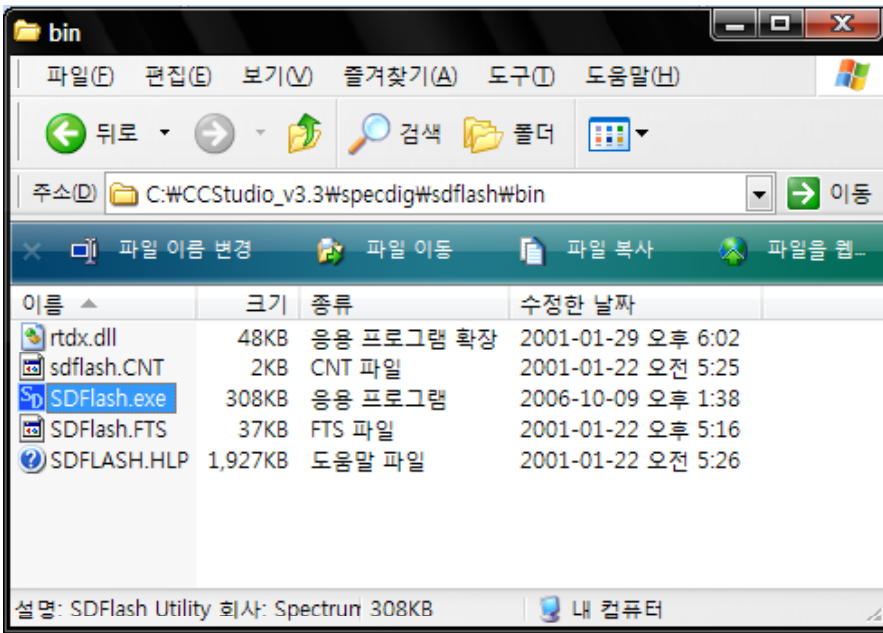 bin
파일(F) 편집(E) 보기(V) 즐겨찾기(A) 도구(T) 도움말(H)
뒤로 검색 폴더
주소(D) C:₩CCStudio_v3.3₩specdig₩sdflash₩bin 이동
파일 이름 변경 파일 이동 파일 복사 파일을 웹...
이름 크기 종류 수정한 날짜
rtdx.dll 48KB 응용 프로그램 확장 2001-01-29 오후 6:02
sdflash.CNT 2KB CNT 파일 2001-01-22 오전 5:25
SD SDFlash.exe 308KB 응용 프로그램 2006-10-09 오후 1:38
SDFlash.FTS 37KB FTS 파일 2001-01-22 오후 5:16
SDFLASH.HLP 1,927KB 도움말 파일 2001-01-22 오전 5:26
설명: SDFlash Utility 회사: Spectrum 308KB 내 컴퓨터